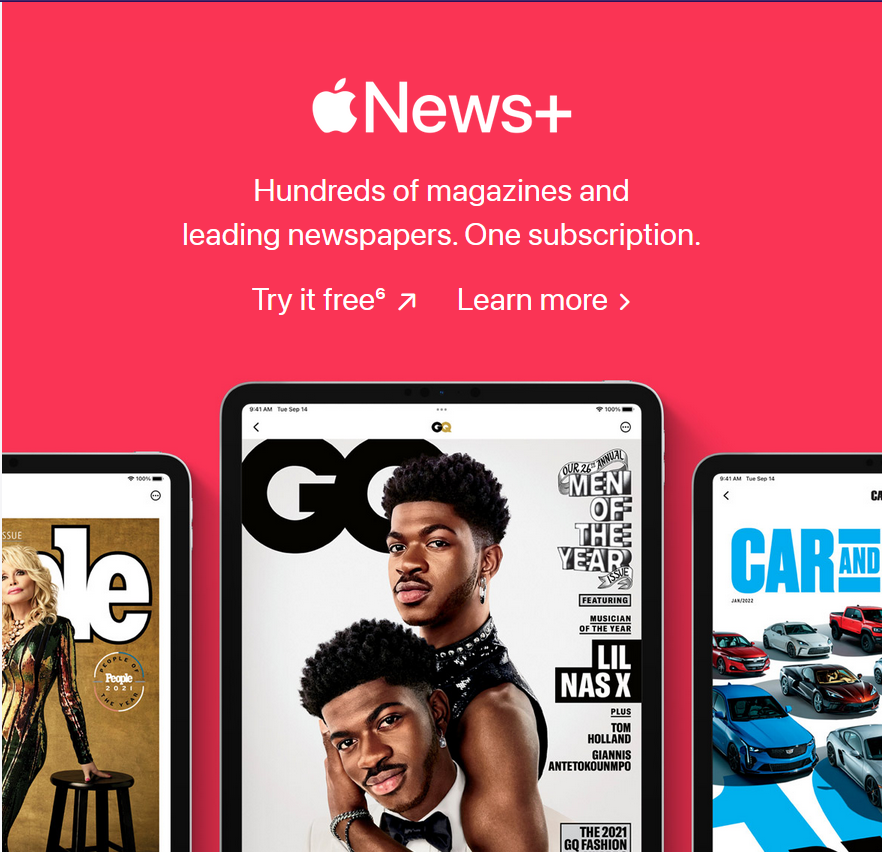 News+
Hundreds of magazines and
leading newspapers. One subscription.
Try it free⁶ ↗ Learn more >
9:41 AM Tue Sep 14
100%
GQ
GQ
OUR 26th ANNUAL
MEN
OF
THE
YEAR
ISSUE
FEATURING
MUSICIAN
OF THE YEAR
LIL
NAS X
PLUS
TOM
HOLLAND
GIANNIS
ANTETOKOUNMPO
THE 2021
GQ FASHION
100%
SSUE
ple
PEOPLE OF
People
2021
THE YEAR
9:41 AM Tue Sep 14
CA
CAR AND
JAN/2022